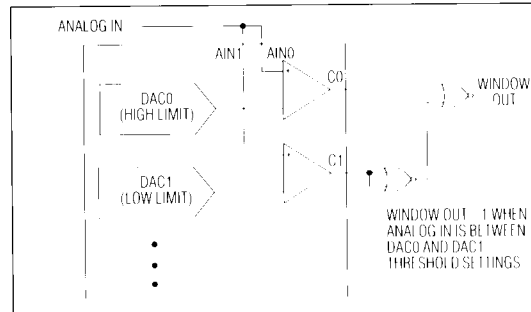 ANALOG IN
AIN1 AIN0
C0
DAC0
(HIGH LIMIT)
WINDOW
OUT
C1
DAC1
(LOW LIMIT)
WINDOW OUT 1 WHEN
ANALOG IN IS BETWEEN
DAC0 AND DAC1
THRESHOLD SETTINGS